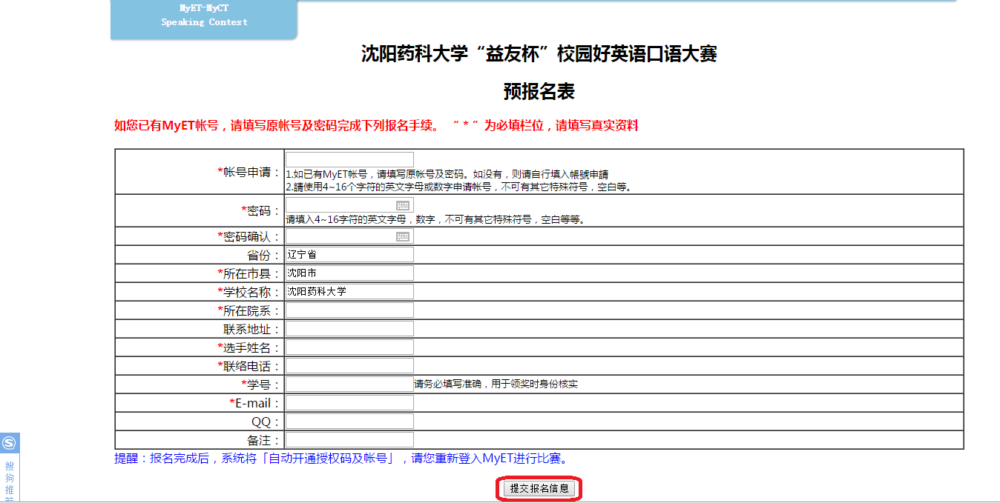 MyET-MyCT
Speaking Contest
沈阳药科大学“益友杯”校园好英语口语大赛
预报名表
如您已有MyET帐号，请填写原帐号及密码完成下列报名手续。 “ * ” 为必填栏位，请填写真实资料
*帐号申请：
1.如已有MyET帐号，请填写原帐号及密码。如没有，则请自行填入帳號申請
2.請使用4~16个字符的英文字母或数字申请帐号，不可有其它特殊符号，空白等。
*密码：
请填入4~16字符的英文字母，数字，不可有其它特殊符号，空白等等。
*密码确认：
省份：辽宁省
*所在市县：沈阳市
*学校名称：沈阳药科大学
*所在院系：
联系地址：
*选手姓名：
*联络电话：
*学号：请务必填写准确，用于领奖时身份核实
*E-mail：
QQ：
备注：
提醒：报名完成后，系统将「自动开通授权码及帐号」，请您重新登入MyET进行比赛。
提交报名信息
搜
狗
推
荐